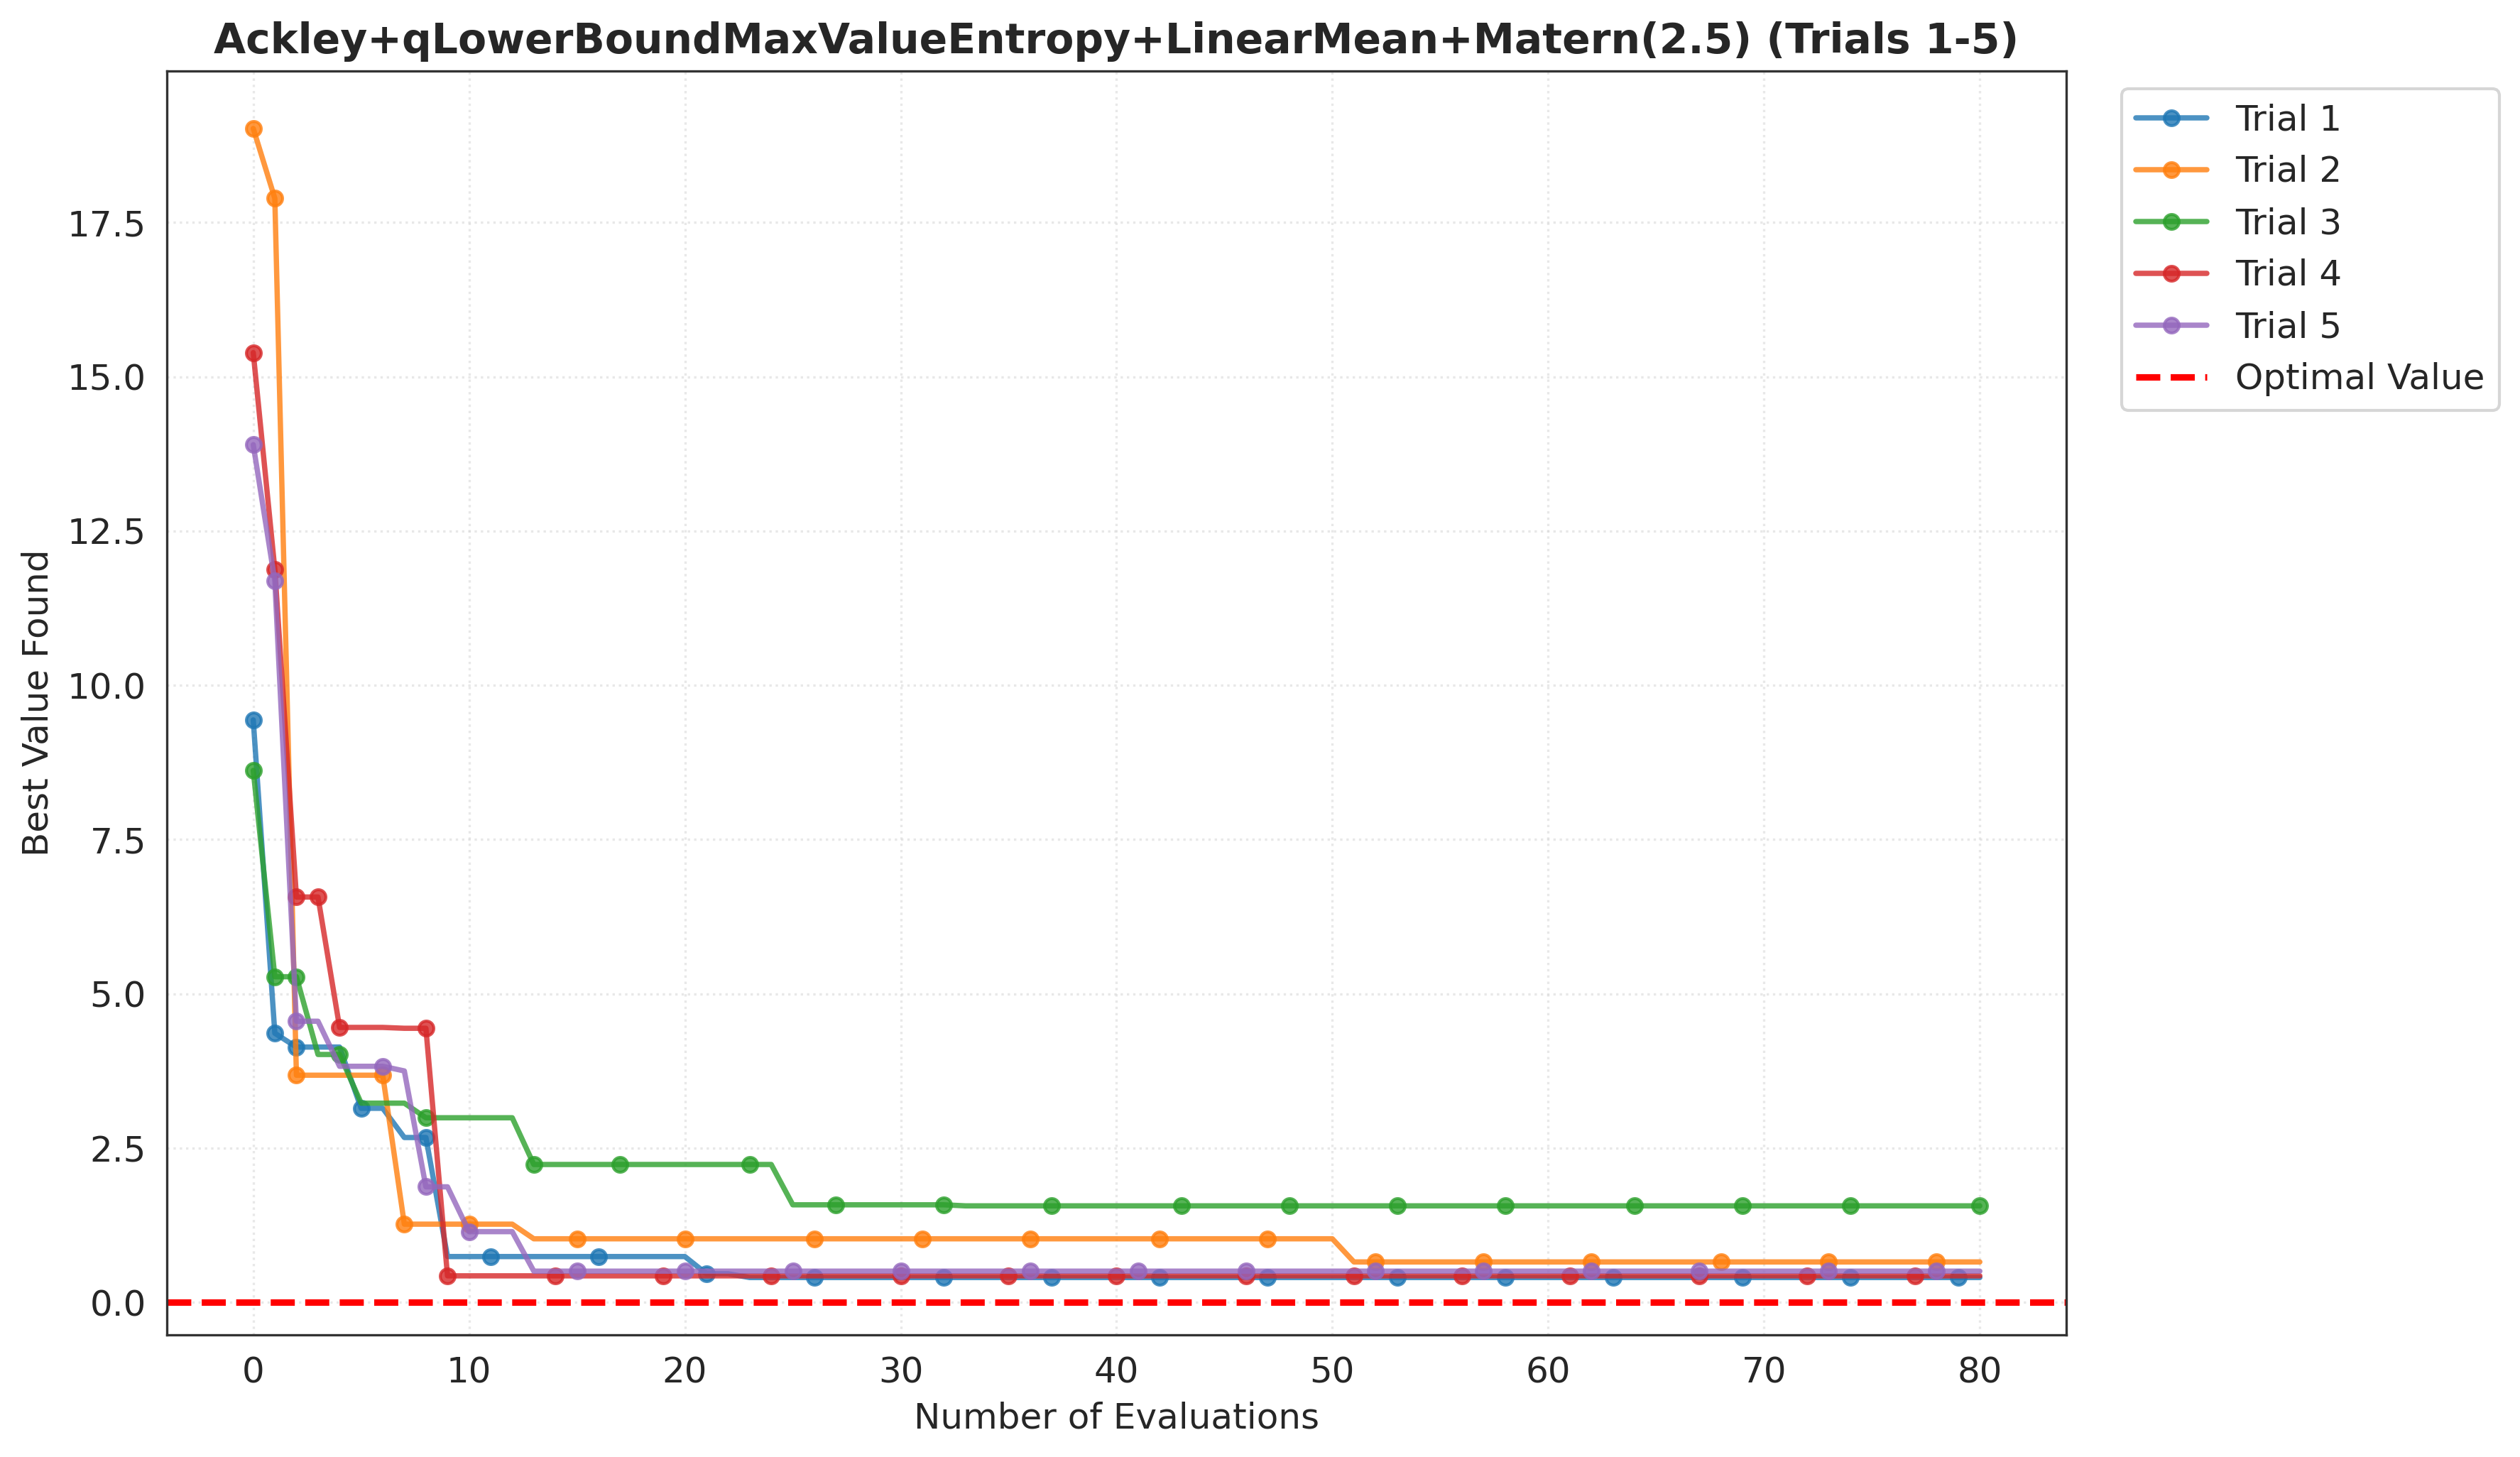 Ackley+qLowerBoundMaxValueEntropy+LinearMean+Matern(2.5) (Trials 1-5)
Best Value Found
17.5
15.0
12.5
10.0
7.5
5.0
2.5
0.0
0 10 20 30 40 50 60 70 80
Number of Evaluations
Trial 1
Trial 2
Trial 3
Trial 4
Trial 5
Optimal Value